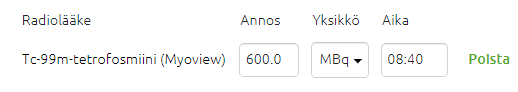 Radiolääke Annos Yksikkö Aika
Tc-99m-tetrofosmiini (Myoview) 600.0 MBq 08:40 Poista